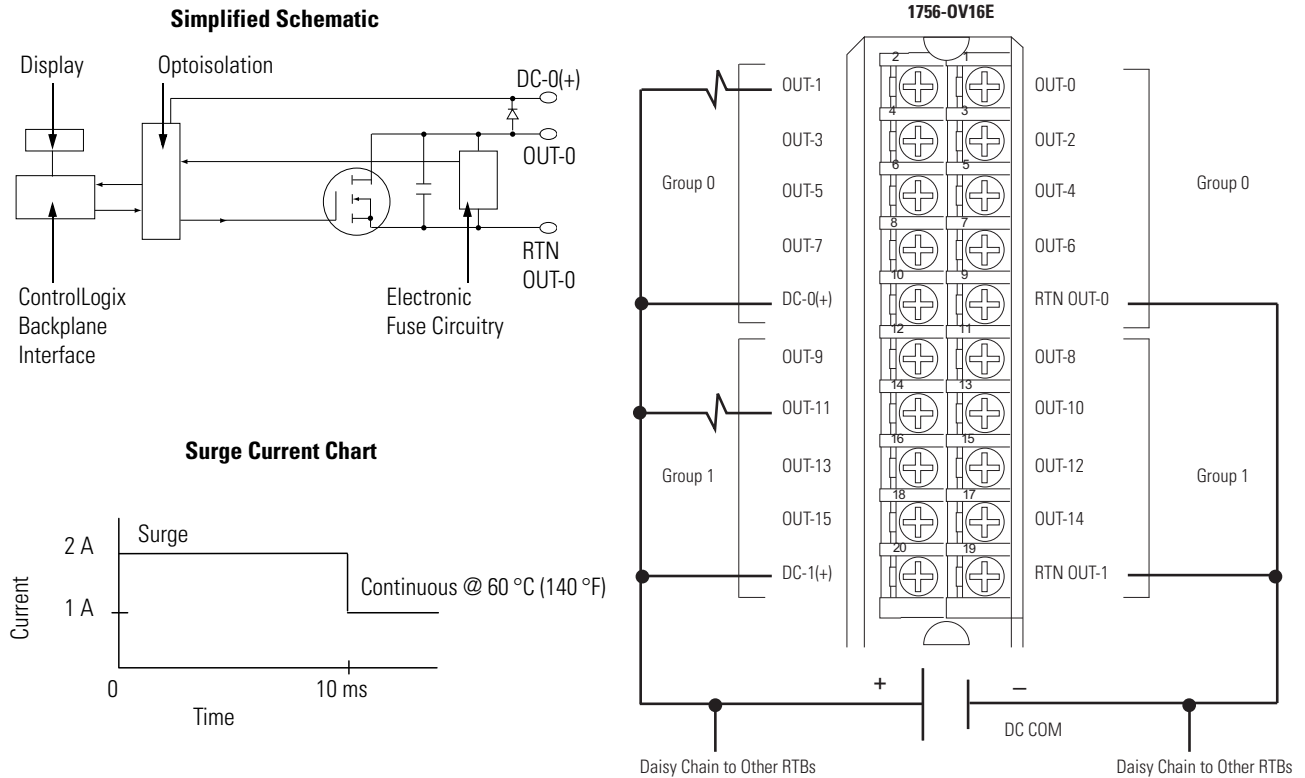 Simplified Schematic
Display
Optoisolation
DC-0(+)
OUT-0
RTN
OUT-0
ControlLogix
Backplane
Interface
Electronic
Fuse Circuitry
Surge Current Chart
Current
2 A
Surge
1 A
Continuous @ 60 °C (140 °F)
0
10 ms
Time
1756-OV16E
2 1
OUT-1
OUT-0
4 3
OUT-3
OUT-2
6 5
Group 0
OUT-5
OUT-4
Group 0
8 7
OUT-7
OUT-6
10 9
DC-0(+)
RTN OUT-0
12 11
OUT-9
OUT-8
14 13
OUT-11
OUT-10
16 15
Group 1
OUT-13
OUT-12
Group 1
18 17
OUT-15
OUT-14
20 19
DC-1(+)
RTN OUT-1
+
–
DC COM
Daisy Chain to Other RTBs
Daisy Chain to Other RTBs